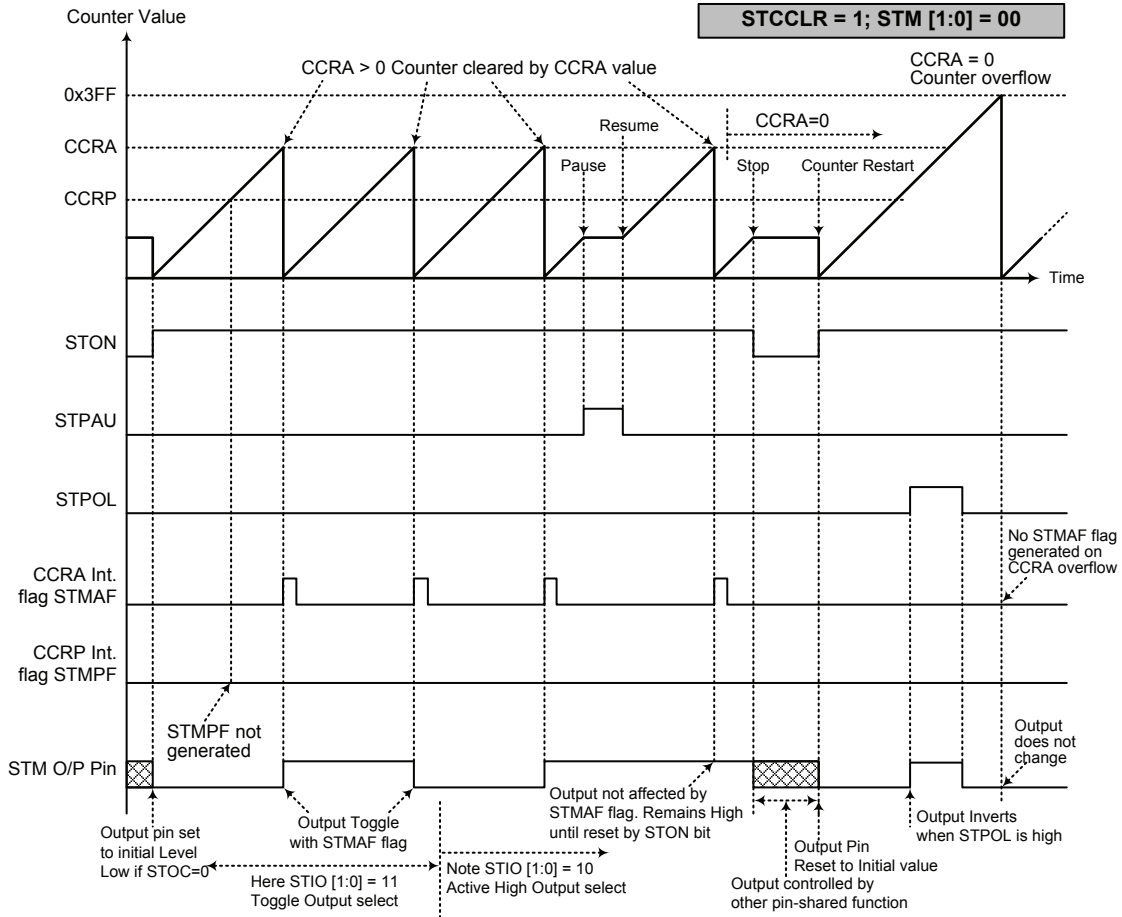 Counter Value
STCCLR = 1; STM [1:0] = 00
CCRA > 0 Counter cleared by CCRA value
CCRA = 0
Counter overflow
0x3FF
CCRA
CCRP
Resume
CCRA=0
Pause
Stop
Counter Restart
Time
STON
STPAU
STPOL
CCRA Int.
flag STMAF
No STMAF flag
generated on
CCRA overflow
CCRP Int.
flag STMPF
STMPF not
generated
STM O/P Pin
Output
does not
change
Output pin set
to initial Level
Low if STOC=0
Output Toggle
with STMAF flag
Here STIO [1:0] = 11
Toggle Output select
Note STIO [1:0] = 10
Active High Output select
Output not affected by
STMAF flag. Remains High
until reset by STON bit
Output Pin
Reset to Initial value
Output controlled by
other pin-shared function
Output Inverts
when STPOL is high